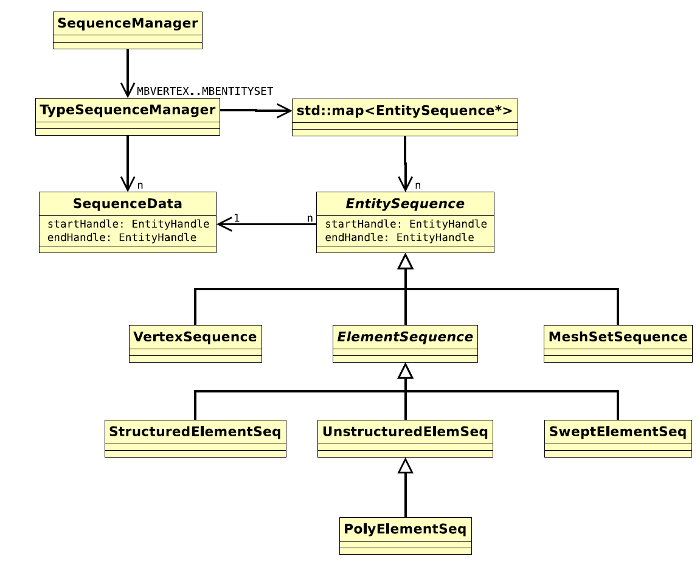 SequenceManager
MBVERTEX..MBENTITYSET
TypeSequenceManager
std::map<EntitySequence*>
n
n
SequenceData
startHandle: EntityHandle
endHandle: EntityHandle
1
n
EntitySequence
startHandle: EntityHandle
endHandle: EntityHandle
VertexSequence
ElementSequence
MeshSetSequence
StructuredElementSeq
UnstructuredElemSeq
SweptElementSeq
PolyElementSeq